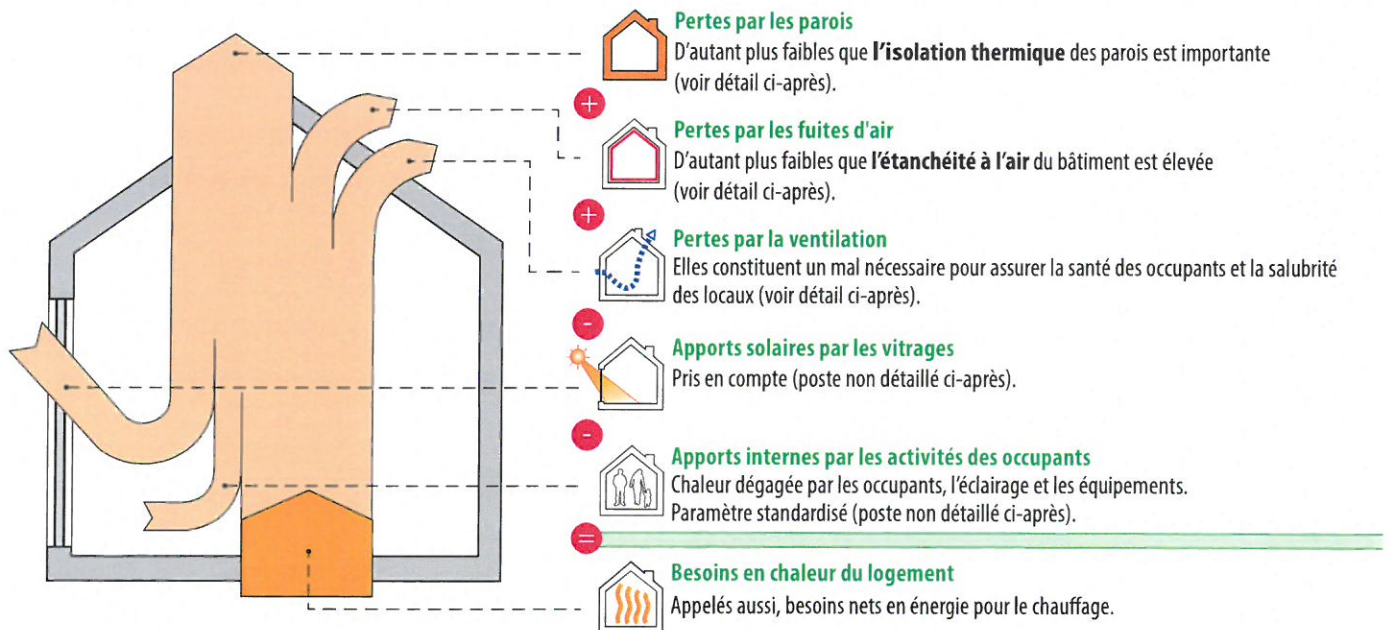 Pertes par les parois
D'autant plus faibles que l'isolation thermique des parois est importante
(voir détail ci-après).
+
Pertes par les fuites d'air
D'autant plus faibles que l'étanchéité à l'air du bâtiment est élevée
(voir détail ci-après).
+
Pertes par la ventilation
Elles constituent un mal nécessaire pour assurer la santé des occupants et la salubrité
des locaux (voir détail ci-après).
-
Apports solaires par les vitrages
Pris en compte (poste non détaillé ci-après).
-
Apports internes par les activités des occupants
Chaleur dégagée par les occupants, l'éclairage et les équipements.
Paramètre standardisé (poste non détaillé ci-après).
=
Besoins en chaleur du logement
Appelés aussi, besoins nets en énergie pour le chauffage.